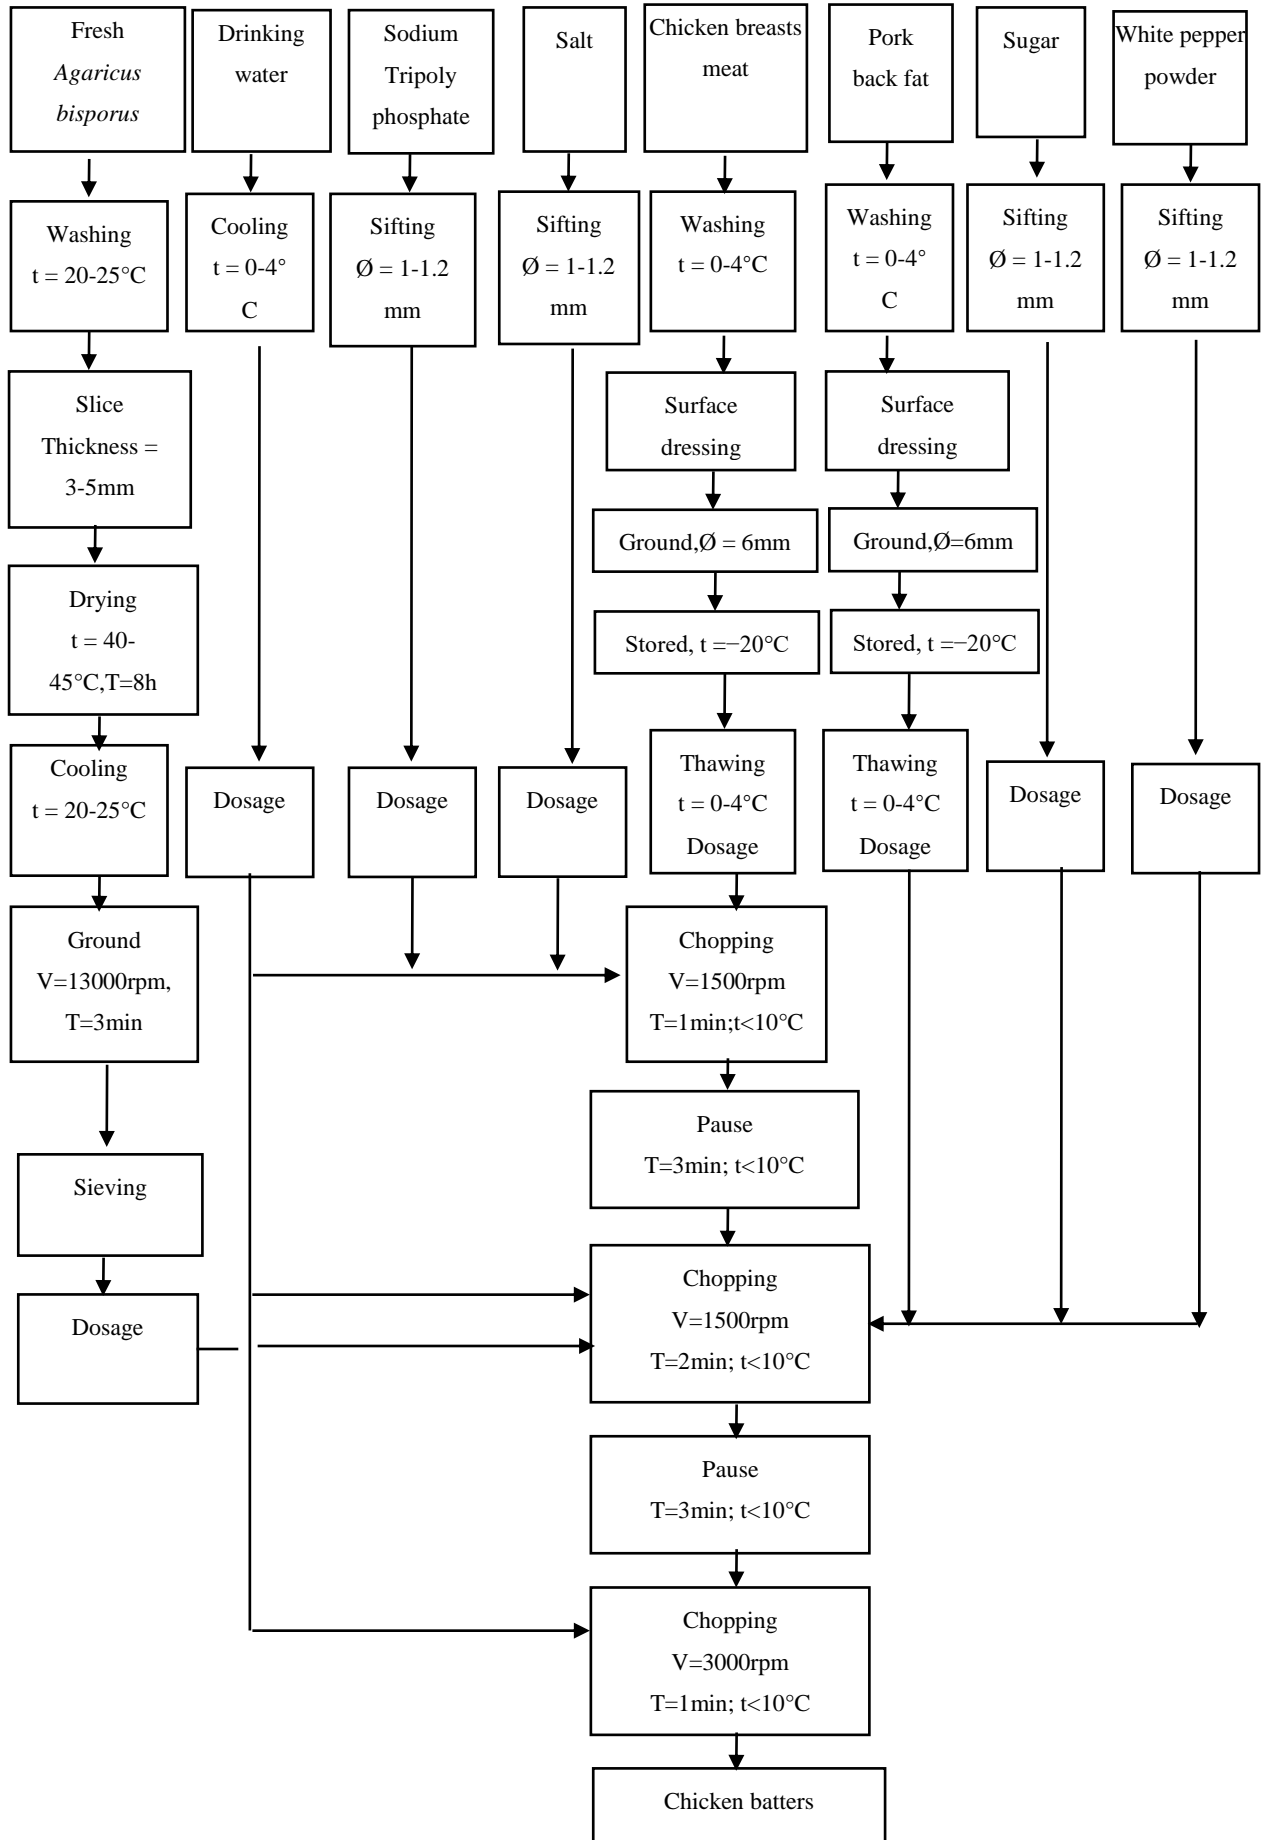 Fresh
Agaricus
bisporus
Drinking
water
Sodium
Tripoly
phosphate
Salt
Chicken breasts
meat
Pork
back fat
Sugar
White pepper
powder
Washing
t = 20-25°C
Cooling
t = 0-4°
C
Sifting
Ø = 1-1.2
mm
Sifting
Ø = 1-1.2
mm
Washing
t = 0-4°C
Washing
t = 0-4°
C
Sifting
Ø = 1-1.2
mm
Sifting
Ø = 1-1.2
mm
Slice
Thickness =
3-5mm
Surface
dressing
Surface
dressing
Ground,Ø = 6mm
Ground,Ø=6mm
Drying
t = 40-
45°C,T=8h
Stored, t =−20°C
Stored, t =−20°C
Cooling
t = 20-25°C
Dosage
Dosage
Dosage
Thawing
t = 0-4°C
Dosage
Thawing
t = 0-4°C
Dosage
Dosage
Dosage
Ground
V=13000rpm,
T=3min
Chopping
V=1500rpm
T=1min;t<10°C
Pause
T=3min; t<10°C
Sieving
Dosage
Chopping
V=1500rpm
T=2min; t<10°C
Pause
T=3min; t<10°C
Chopping
V=3000rpm
T=1min; t<10°C
Chicken batters